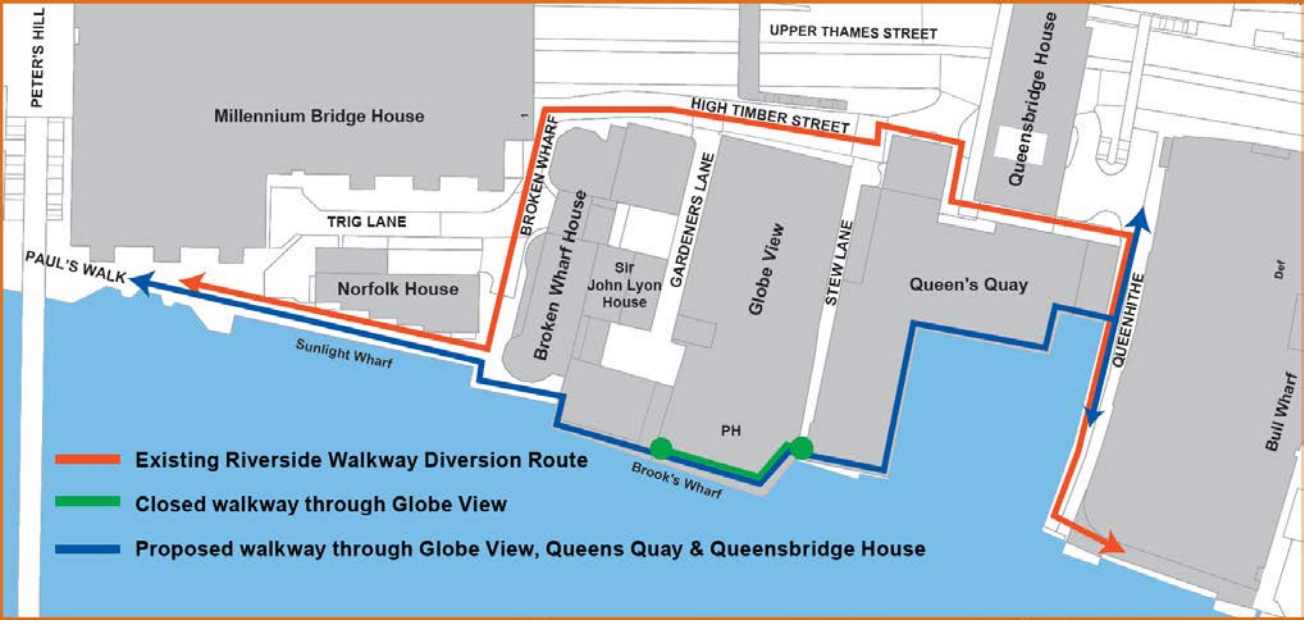 PETER'S HILL
UPPER THAMES STREET
Queensbridge House
Millennium Bridge House
1
HIGH TIMBER STREET
BROKEN WHARF
GARDENERS LANE
TRIG LANE
PAUL'S WALK
Norfolk House
Broken Wharf House
Sir
John Lyon
House
Globe View
STEW LANE
Queen's Quay
QUEENHITHE
Def
Bull Wharf
Sunlight Wharf
PH
Brook's Wharf
Existing Riverside Walkway Diversion Route
Closed walkway through Globe View
Proposed walkway through Globe View, Queens Quay & Queensbridge House